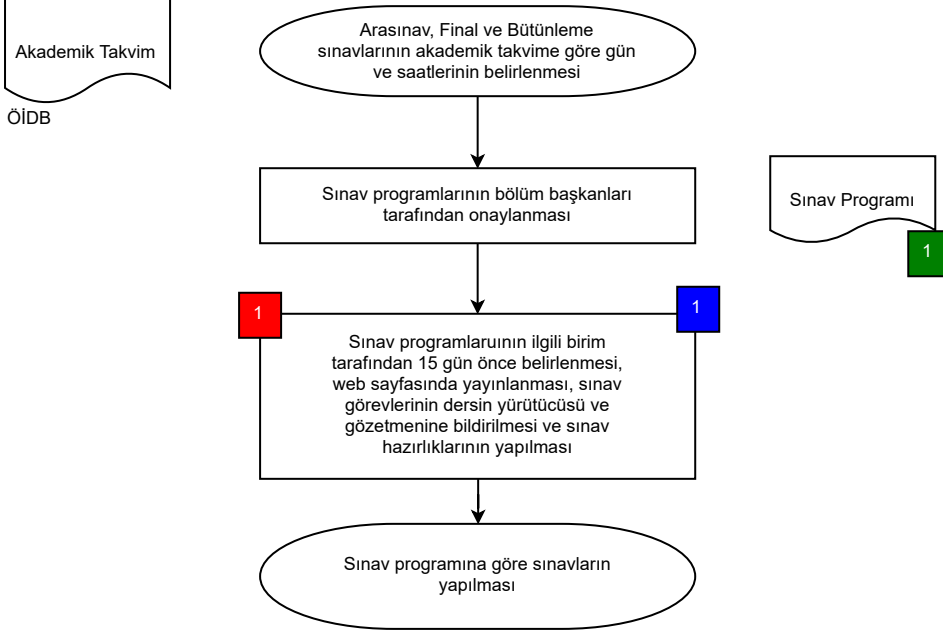 Akademik Takvim
ÖİDB
Arasınav, Final ve Bütünleme
sınavlarının akademik takvime göre gün
ve saatlerinin belirlenmesi
Sınav programlarının bölüm başkanları
tarafından onaylanması
Sınav Programı
1
1
1
Sınav programlaruının ilgili birim
tarafından 15 gün önce belirlenmesi,
web sayfasında yayınlanması, sınav
görevlerinin dersin yürütücüsü ve
gözetmenine bildirilmesi ve sınav
hazırlıklarının yapılması
Sınav programına göre sınavların
yapılması